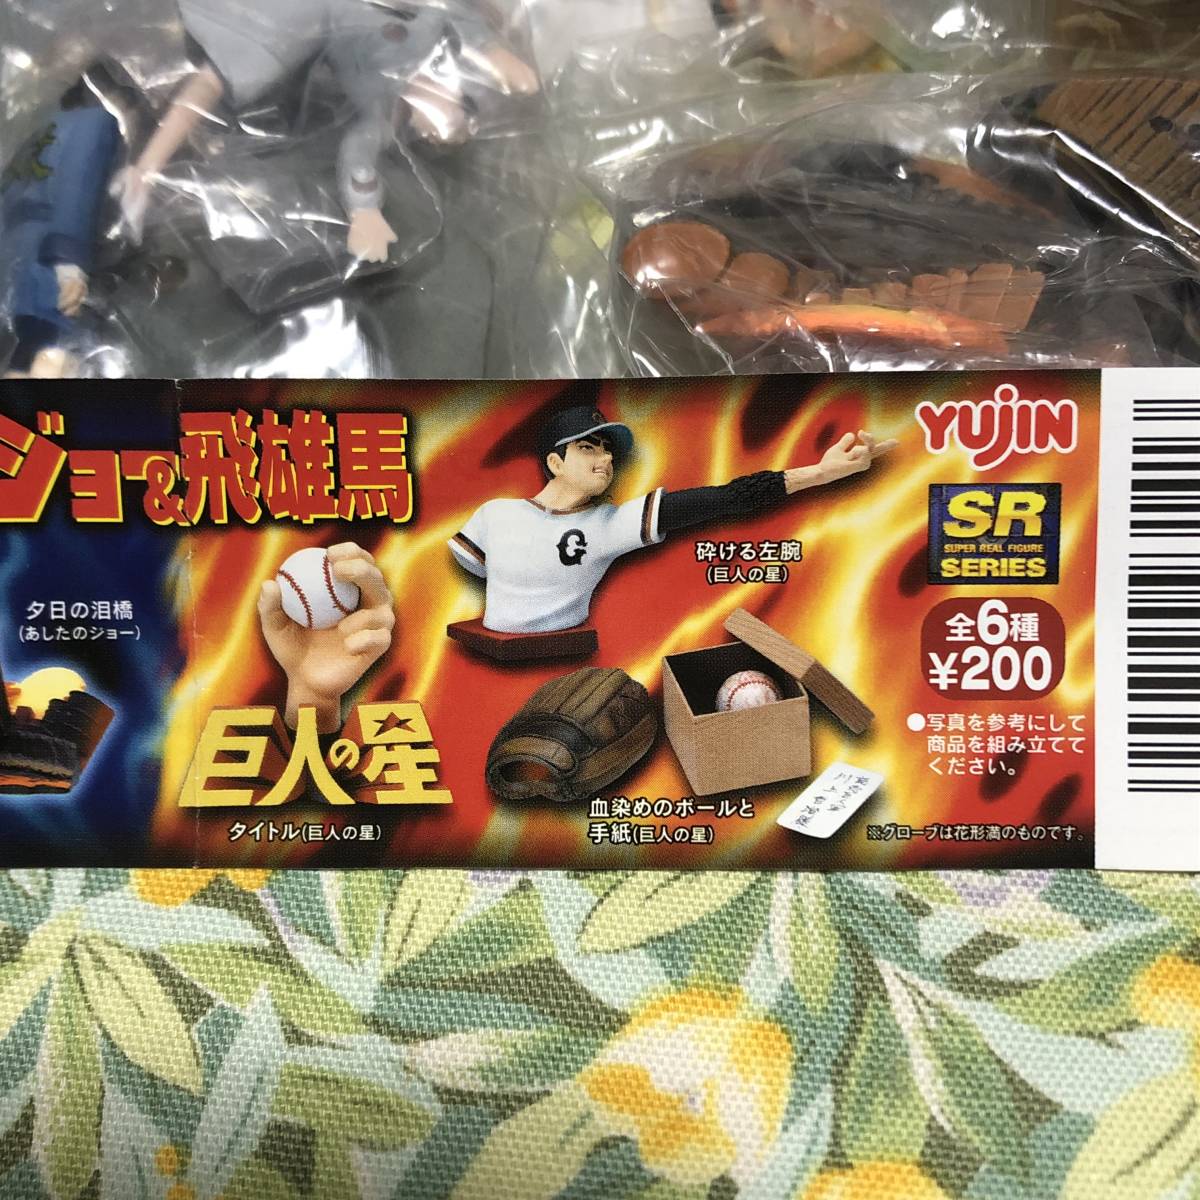 ジョー&飛雄馬
夕日の泪橋
(あしたのジョー)
G
砕ける左腕
(巨人の星)
巨人の星
タイトル(巨人の星)
血染めのボールと
手紙(巨人の星)
YUJIN
SR
SUPER REAL FIGURE
SERIES
全6種
¥200
●写真を参考にして
商品を組み立てて
ください。
※グローブは花形満のものです。